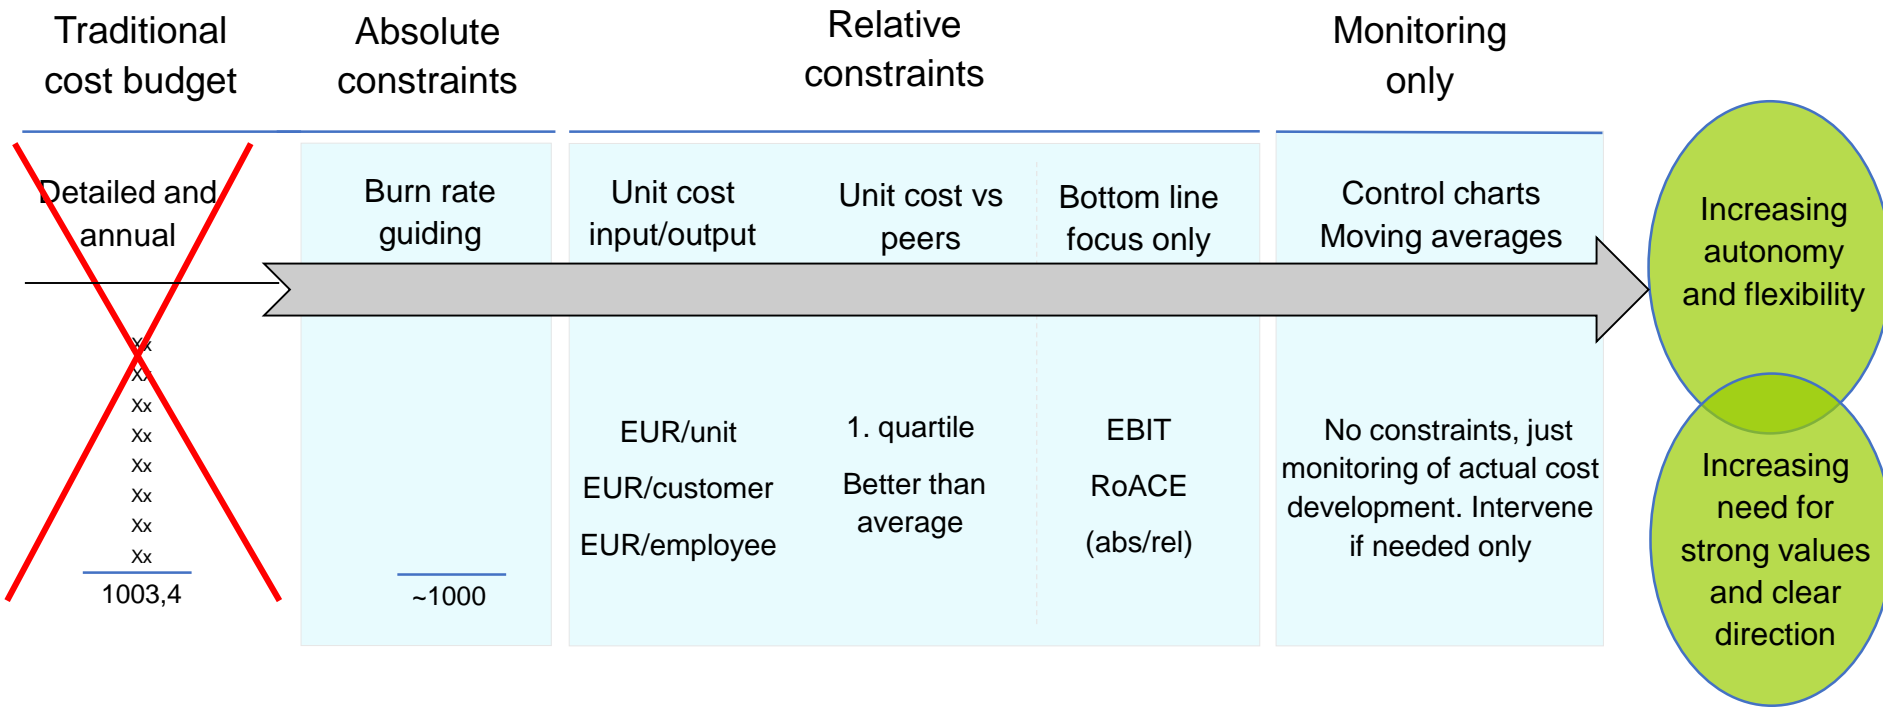 Traditional
cost budget
Absolute
constraints
Relative
constraints
Monitoring
only
Detailed and
annual
Xx
Xx
Xx
Xx
Xx
Xx
Xx
Xx
1003,4
Burn rate
guiding
~1000
Unit cost
input/output
EUR/unit
EUR/customer
EUR/employee
Unit cost vs
peers
1. quartile
Better than
average
Bottom line
focus only
EBIT
RoACE
(abs/rel)
Control charts
Moving averages
No constraints, just
monitoring of actual cost
development. Intervene
if needed only
Increasing
autonomy
and flexibility
Increasing
need for
strong values
and clear
direction